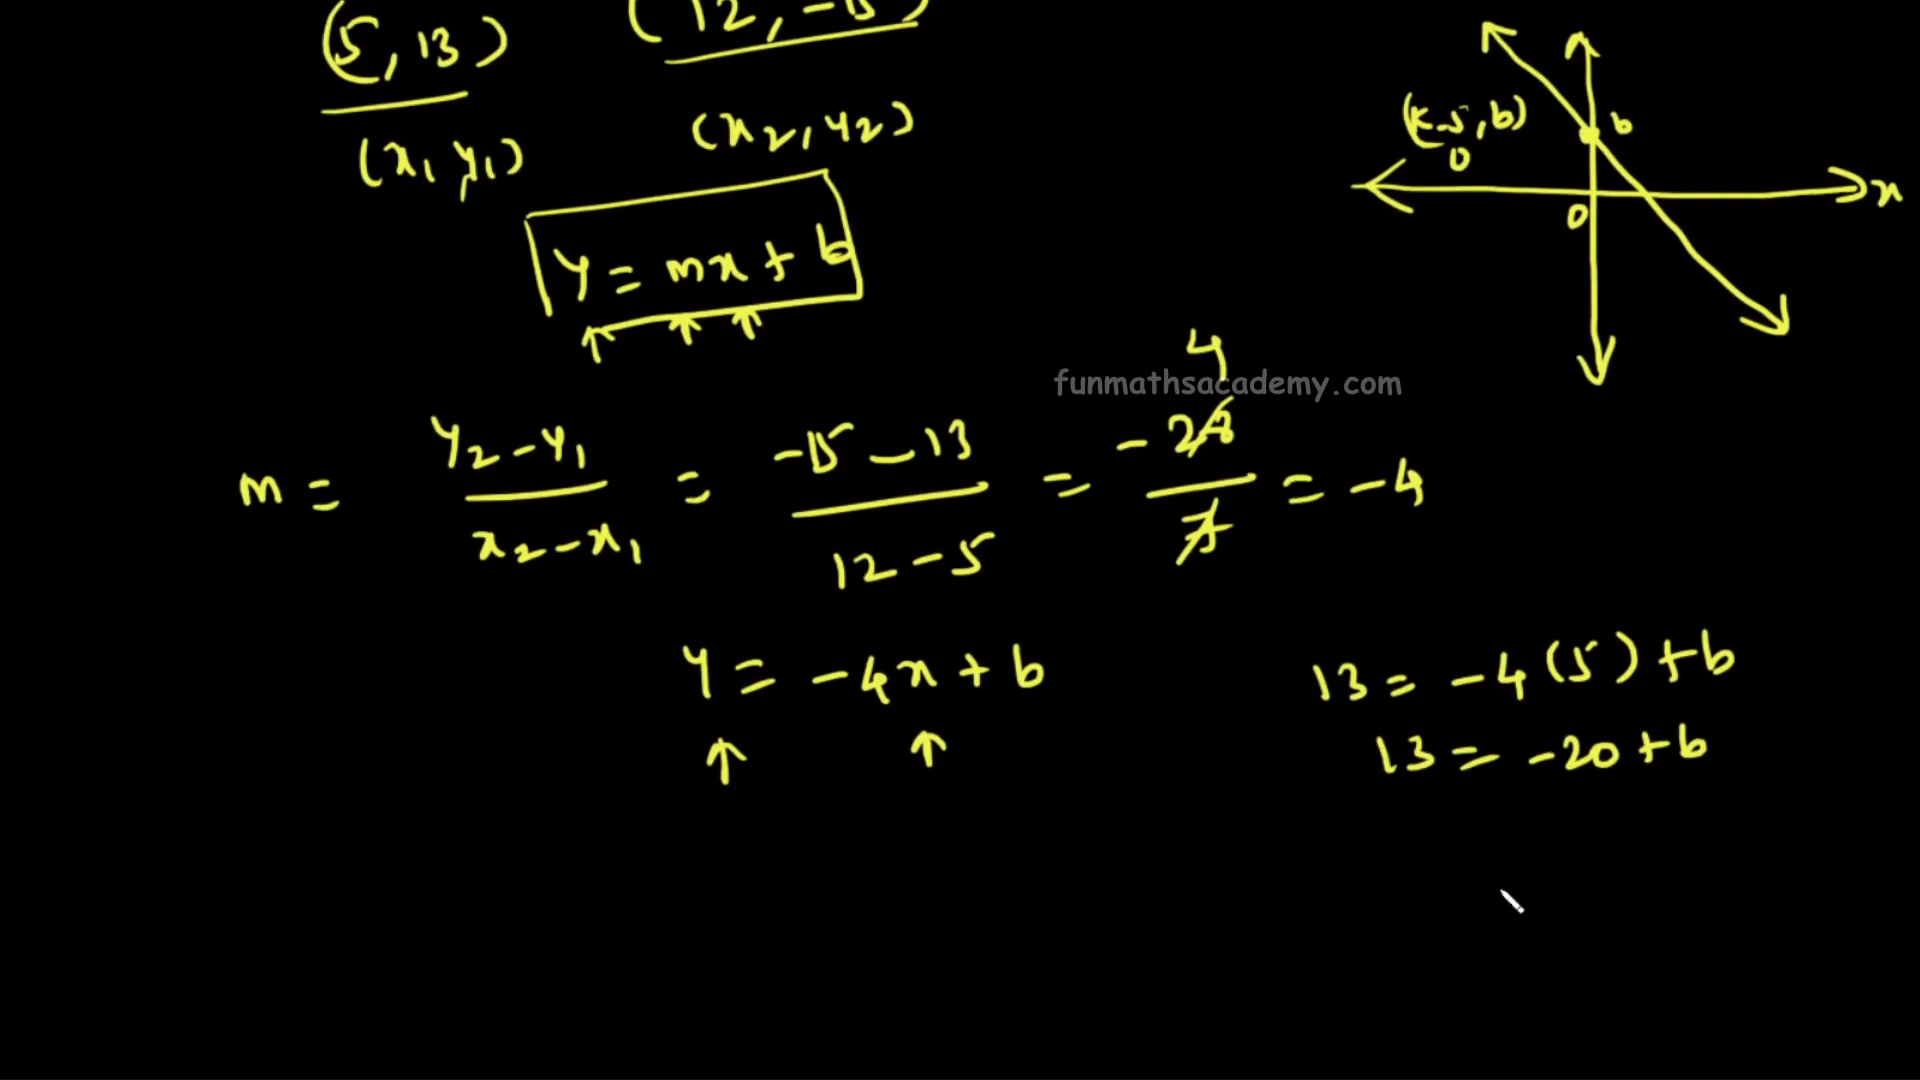 (5, 13) (12, -15)
(x1, y1) (x2, y2)
(k-5, b) b
0
x
0
y = mx + b
funmathsacademy.com
4
m = y2 - y1 / x2 - x1 = -15 - 13 / 12 - 5 = -28 / 7 = -4
y = -4x + b
13 = -4(5) + b
13 = -20 + b